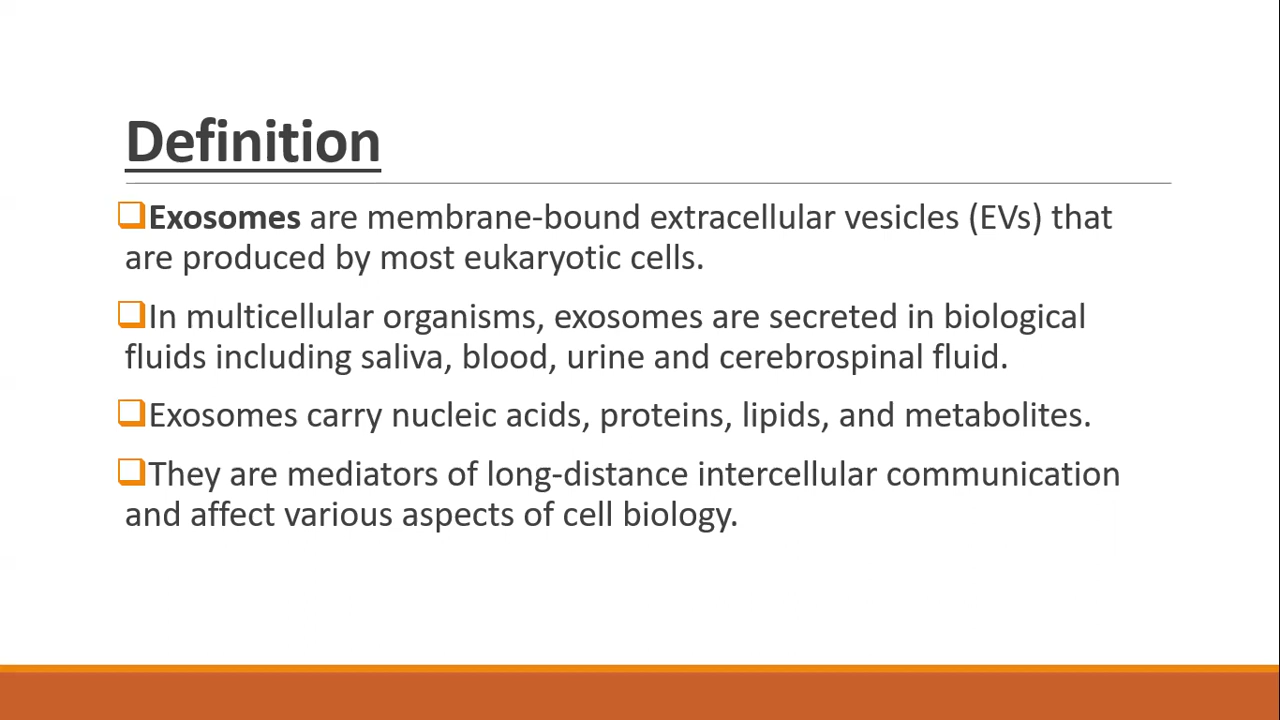 Definition
Exosomes are membrane-bound extracellular vesicles (EVs) that
are produced by most eukaryotic cells.
In multicellular organisms, exosomes are secreted in biological
fluids including saliva, blood, urine and cerebrospinal fluid.
Exosomes carry nucleic acids, proteins, lipids, and metabolites.
They are mediators of long-distance intercellular communication
and affect various aspects of cell biology.